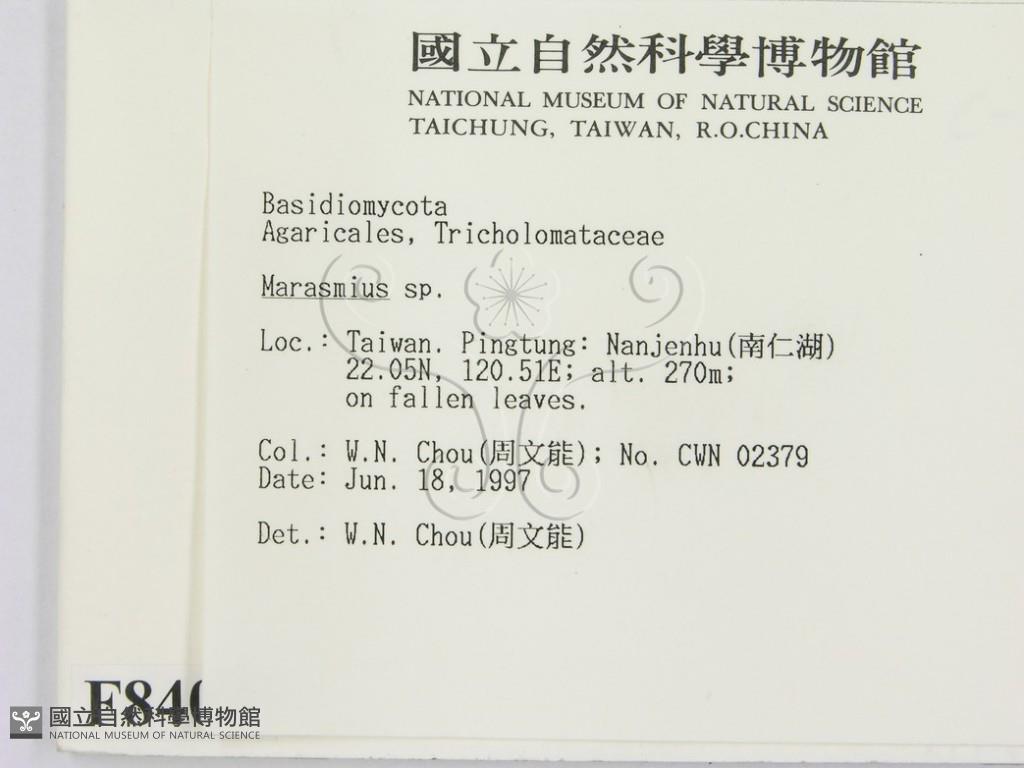 國立自然科學博物館
NATIONAL MUSEUM OF NATURAL SCIENCE
TAICHUNG, TAIWAN, R.O.CHINA
Basidiomycota
Agaricales, Tricholomataceae
Marasmius sp.
Loc.: Taiwan. Pingtung: Nanjenhu(南仁湖)
22.05N, 120.51E; alt. 270m;
on fallen leaves.
Col.: W.N. Chou(周文能); No. CWN 02379
Date: Jun. 18, 1997
Det.: W.N. Chou(周文能)
國立自然科學博物館
NATIONAL MUSEUM OF NATURAL SCIENCE